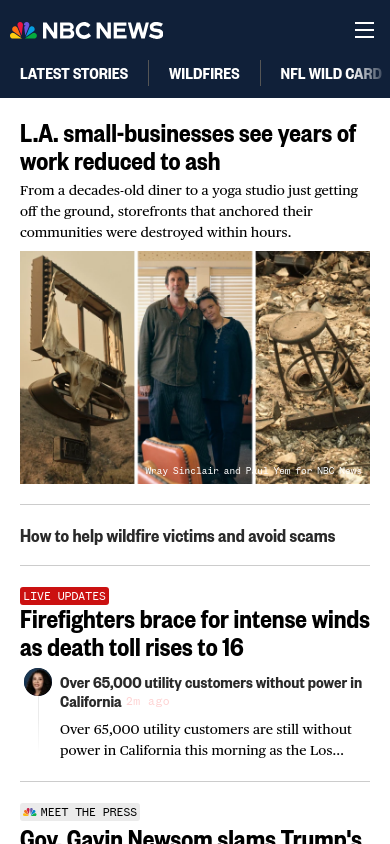 NBC NEWS
LATEST STORIES
WILDFIRES
NFL WILD CARD
L.A. small-businesses see years of
work reduced to ash
From a decades-old diner to a yoga studio just getting
off the ground, storefronts that anchored their
communities were destroyed within hours.
Wray Sinclair and Paul Yem for NBC News
How to help wildfire victims and avoid scams
LIVE UPDATES
Firefighters brace for intense winds
as death toll rises to 16
Over 65,000 utility customers without power in
California 2m ago
Over 65,000 utility customers are still without
power in California this morning as the Los...
MEET THE PRESS
Gov. Gavin Newsom slams Trump's